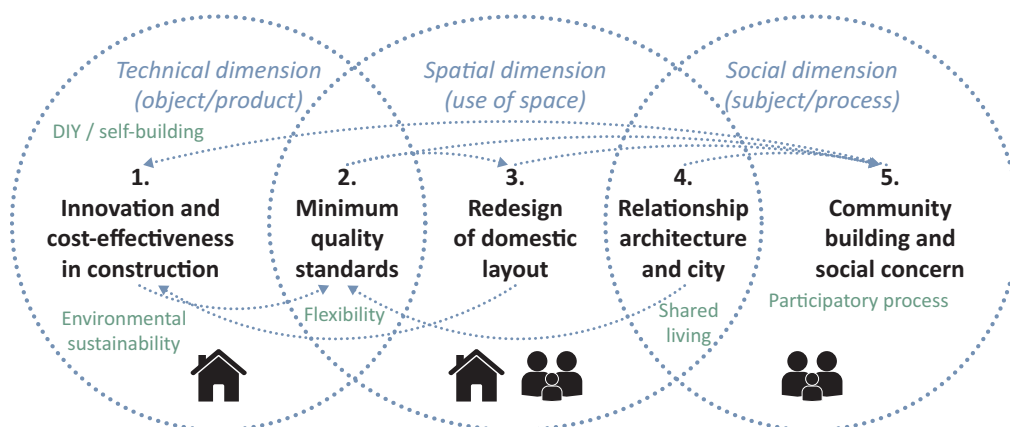 Technical dimension
(object/product)
Spatial dimension
(use of space)
Social dimension
(subject/process)
DIY / self-building
1.
Innovation and
cost-effectiveness
in construction
2.
Minimum
quality
standards
3.
Redesign
of domestic
layout
4.
Relationship
architecture
and city
5.
Community
building and
social concern
Environmental
sustainability
Flexibility
Shared
living
Participatory process